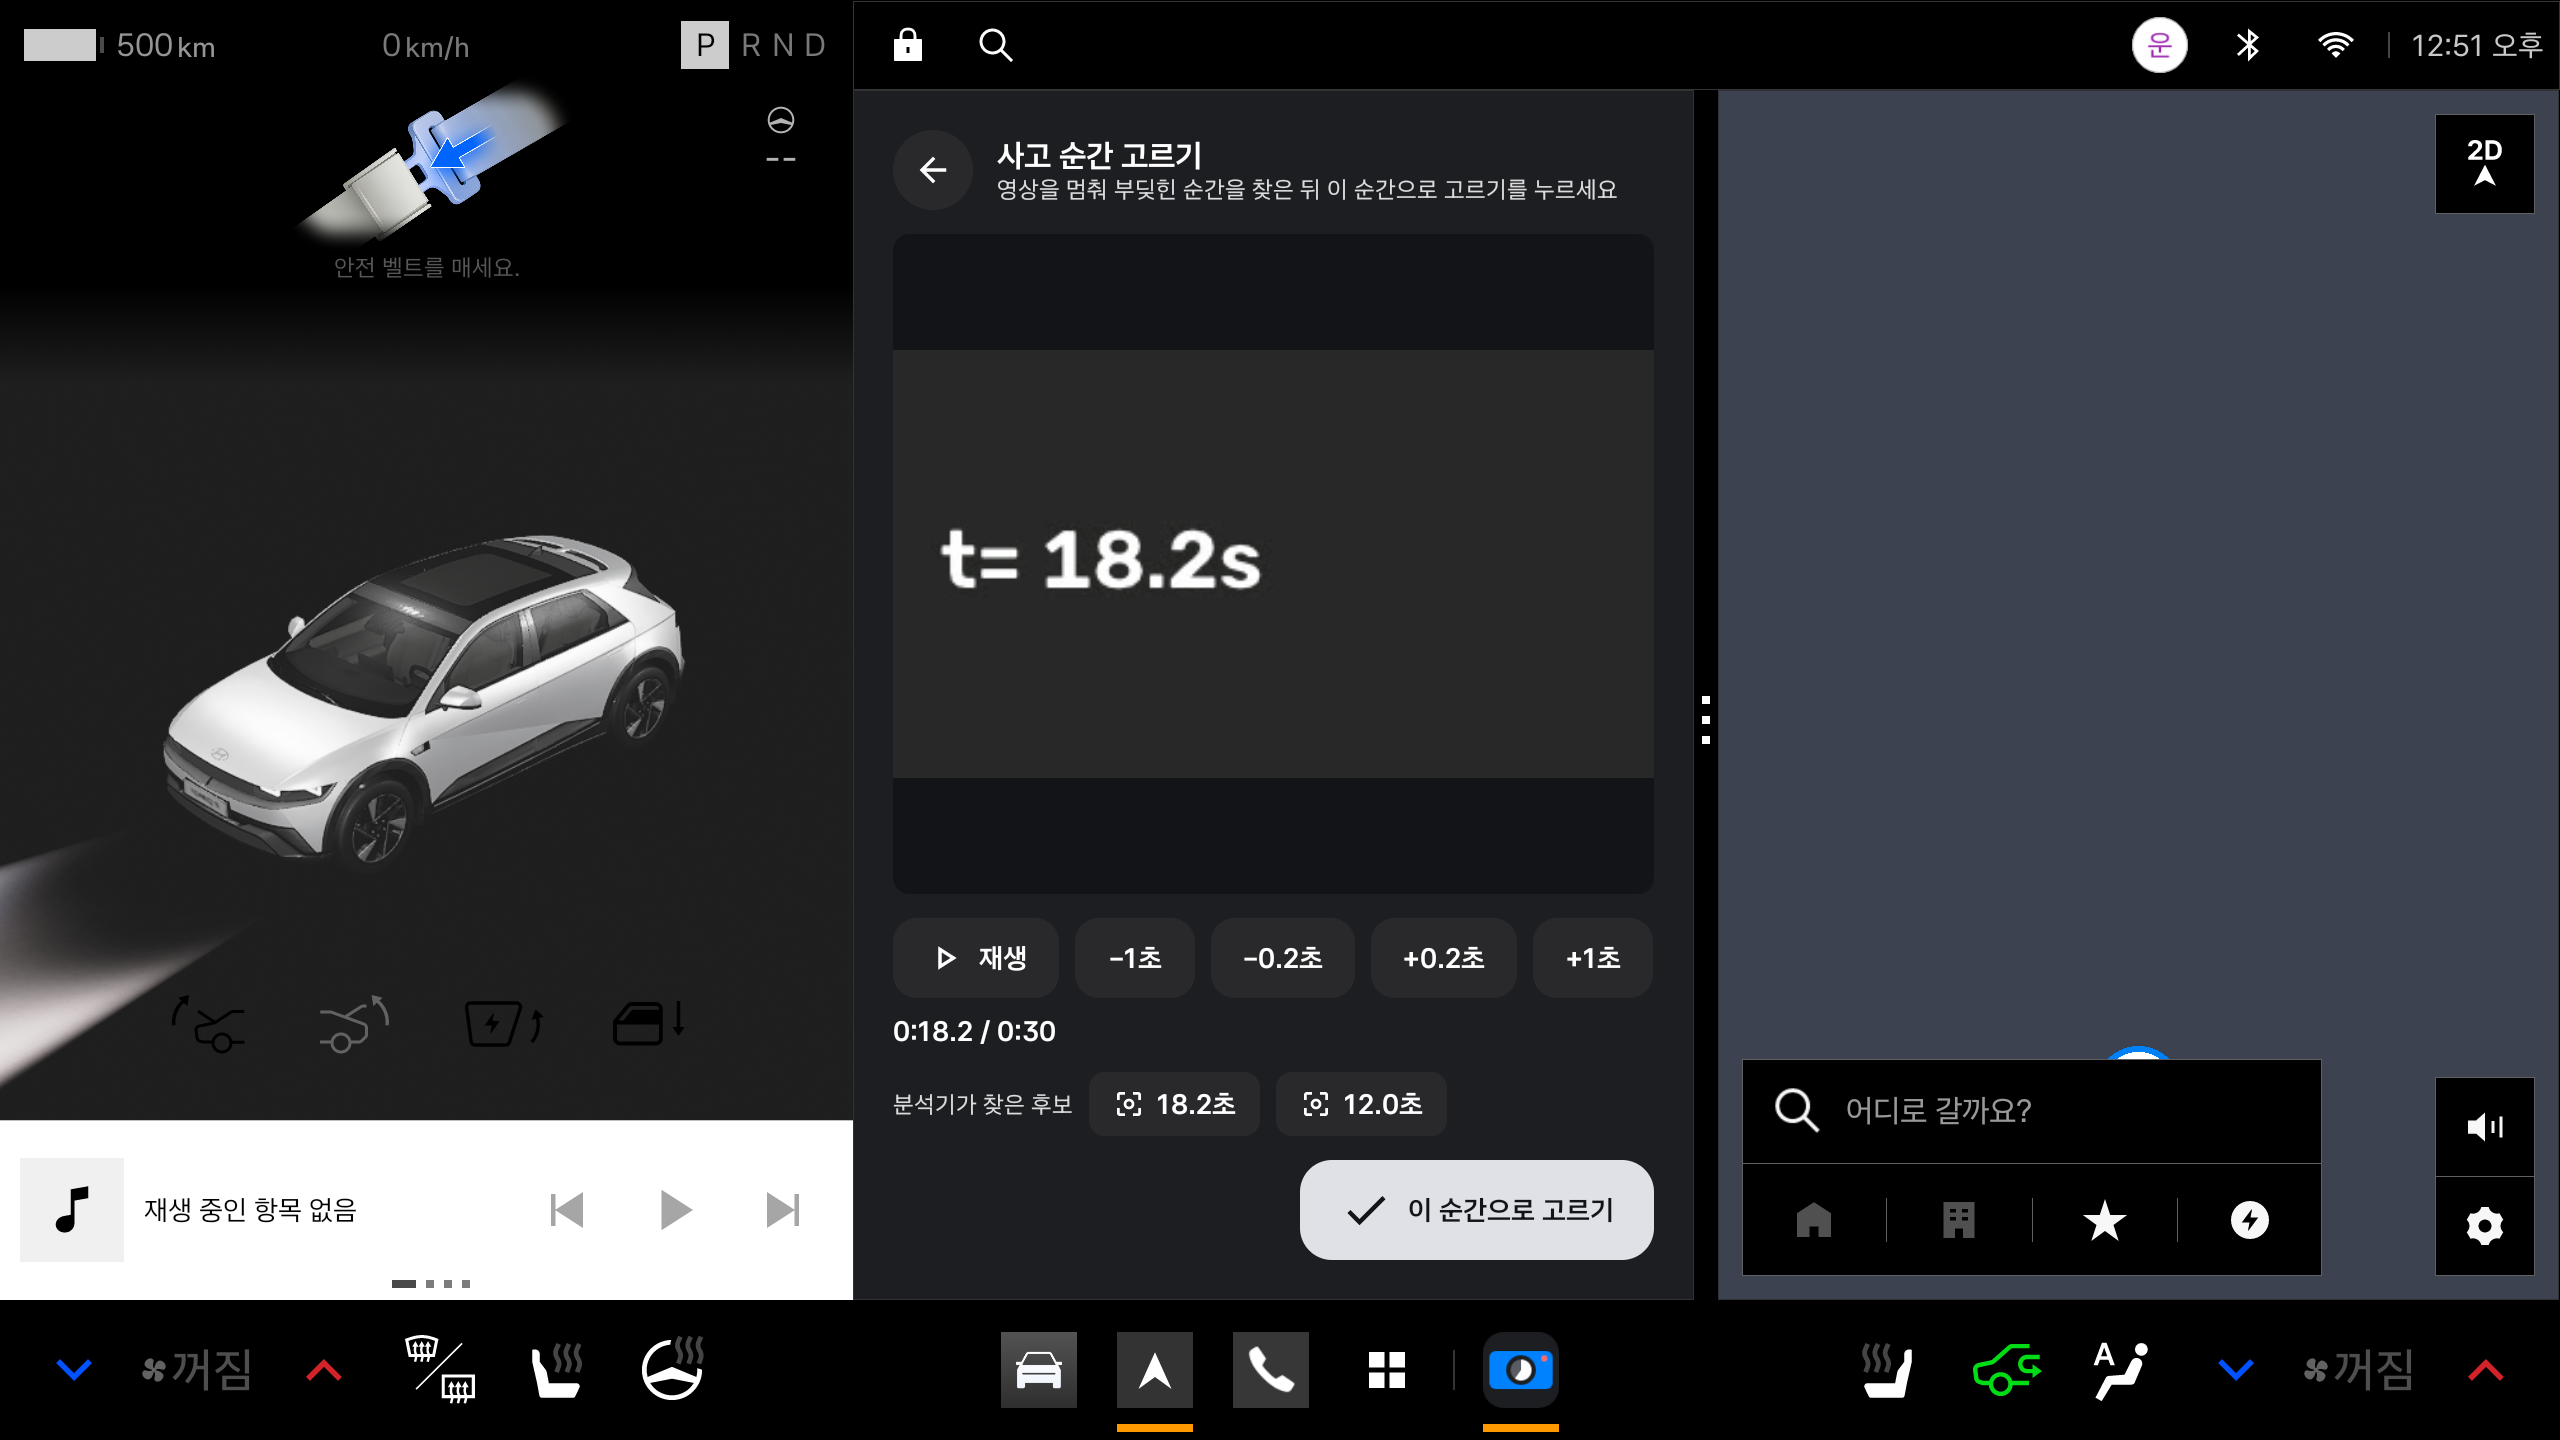 500 km
0 km/h
P R N D
운
12:51 오후
안전 벨트를 매세요.
--
사고 순간 고르기
영상을 멈춰 부딪힌 순간을 찾은 뒤 이 순간으로 고르기를 누르세요
t= 18.2s
재생
−1초
−0.2초
+0.2초
+1초
0:18.2 / 0:30
분석기가 찾은 후보
18.2초
12.0초
이 순간으로 고르기
2D
어디로 갈까요?
재생 중인 항목 없음
꺼짐
A
꺼짐